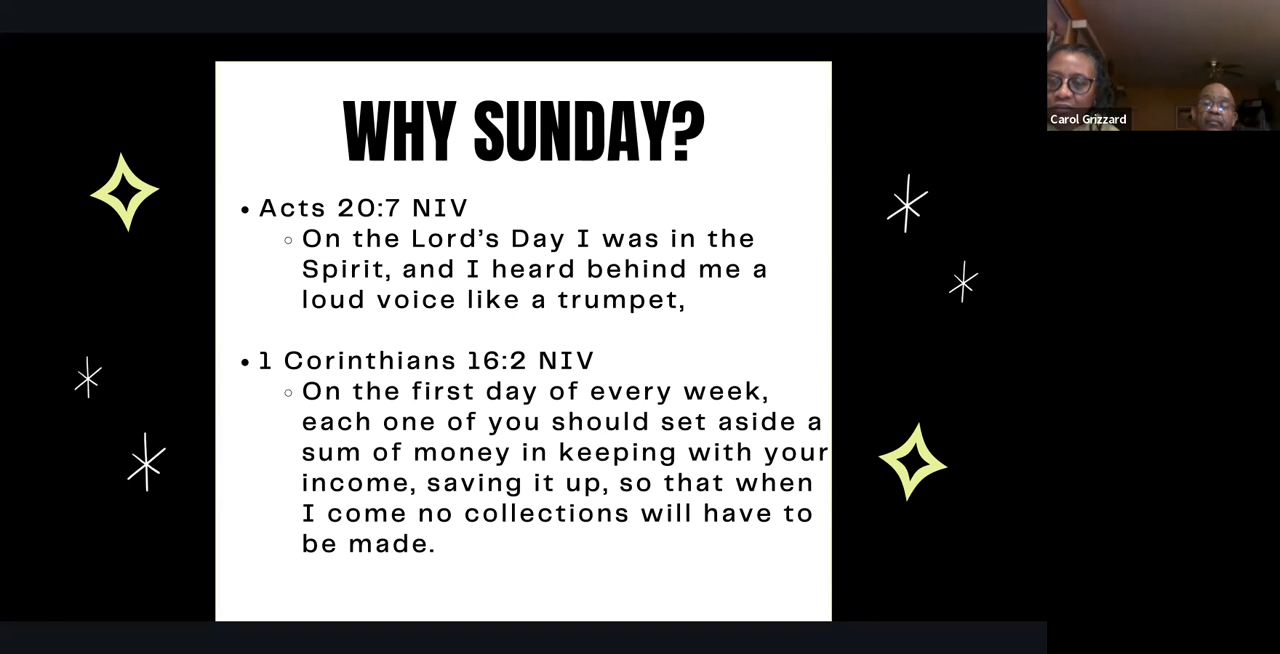 WHY SUNDAY?
• Acts 20:7 NIV
○ On the Lord's Day I was in the
Spirit, and I heard behind me a
loud voice like a trumpet,
• 1 Corinthians 16:2 NIV
○ On the first day of every week,
each one of you should set aside a
sum of money in keeping with your
income, saving it up, so that when
I come no collections will have to
be made.
Carol Grizzard